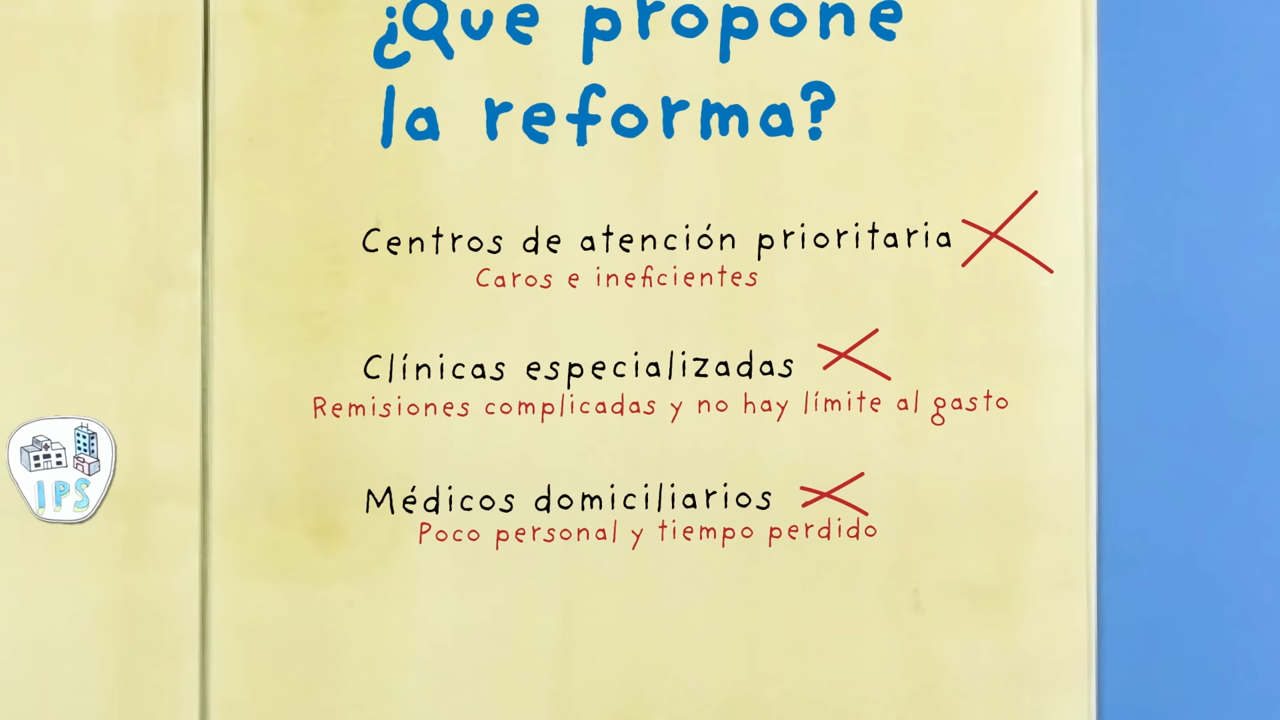 ¿Que propone
la reforma?
Centros de atención prioritaria
Caros e ineficientes
Clínicas especializadas
Remisiones complicadas y no hay límite al gasto
Médicos domiciliarios
Poco personal y tiempo perdido
IPS